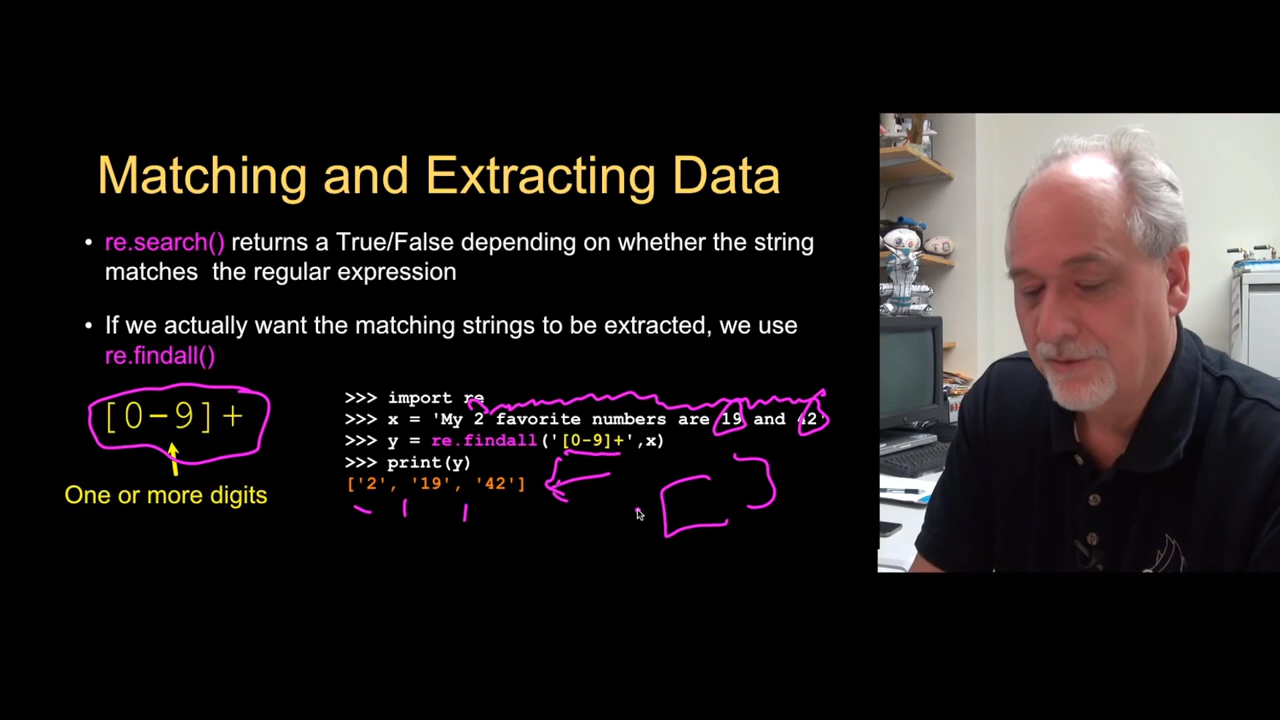 Matching and Extracting Data
• re.search() returns a True/False depending on whether the string
matches the regular expression
• If we actually want the matching strings to be extracted, we use
re.findall()
[0-9]+
One or more digits
>>> import re
>>> x = 'My 2 favorite numbers are 19 and 42'
>>> y = re.findall('[0-9]+',x)
>>> print(y)
['2', '19', '42']